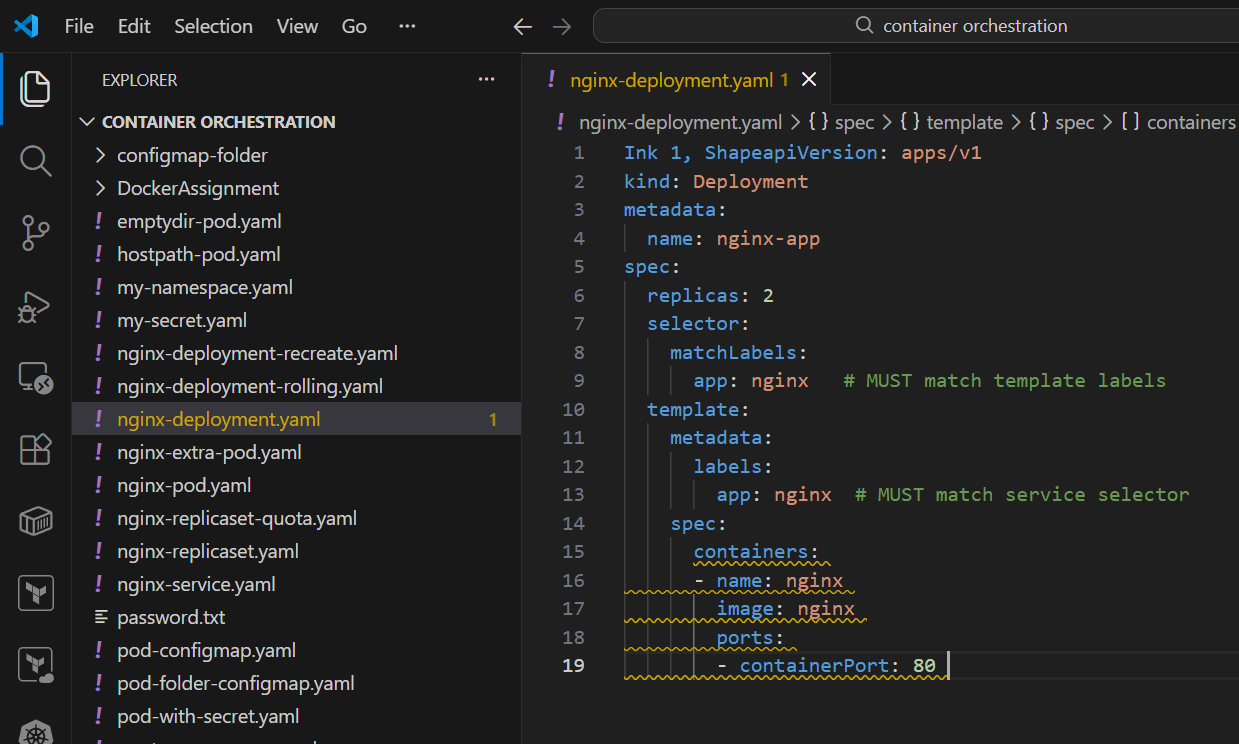 File Edit Selection View Go ··· ← → container orchestration
EXPLORER ···
CONTAINER ORCHESTRATION
configmap-folder
DockerAssignment
! emptydir-pod.yaml
! hostpath-pod.yaml
! my-namespace.yaml
! my-secret.yaml
! nginx-deployment-recreate.yaml
! nginx-deployment-rolling.yaml
! nginx-deployment.yaml 1
! nginx-extra-pod.yaml
! nginx-pod.yaml
! nginx-replicaset-quota.yaml
! nginx-replicaset.yaml
! nginx-service.yaml
password.txt
! pod-configmap.yaml
! pod-folder-configmap.yaml
! pod-with-secret.yaml
! nginx-deployment.yaml 1 ×
! nginx-deployment.yaml > {} spec > {} template > {} spec > [] containers
1 Ink 1, ShapeapiVersion: apps/v1
2 kind: Deployment
3 metadata:
4   name: nginx-app
5 spec:
6   replicas: 2
7   selector:
8     matchLabels:
9       app: nginx   # MUST match template labels
10   template:
11     metadata:
12       labels:
13         app: nginx  # MUST match service selector
14     spec:
15       containers:
16       - name: nginx
17         image: nginx
18         ports:
19         - containerPort: 80